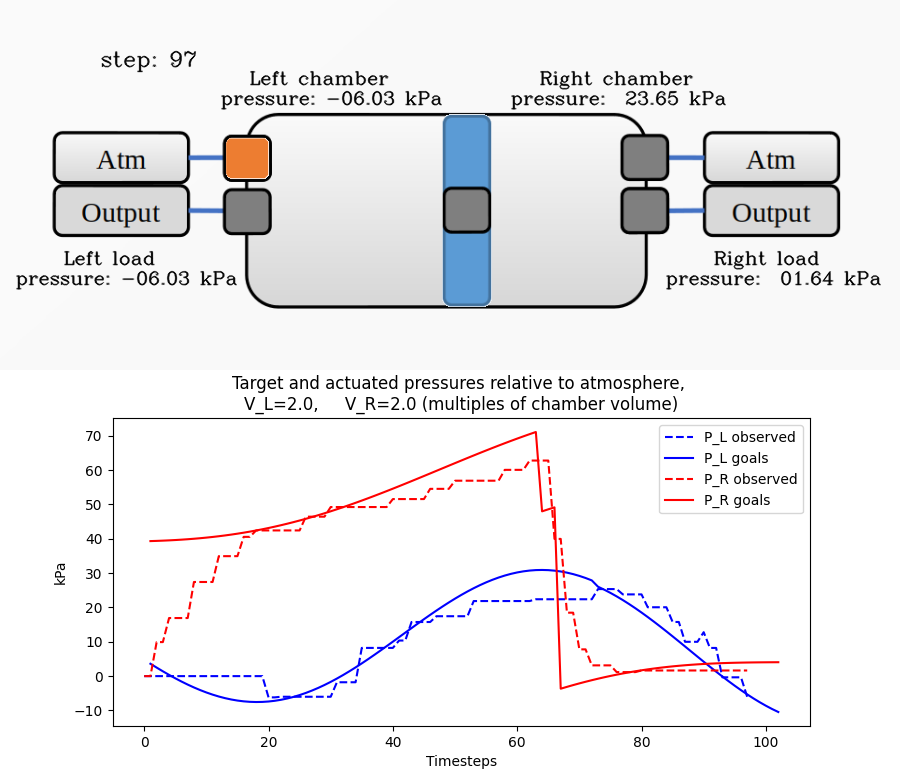 step: 97
Left chamber
pressure: −06.03 kPa
Right chamber
pressure:  23.65 kPa
Atm
Output
Atm
Output
Left load
pressure: −06.03 kPa
Right load
pressure:  01.64 kPa
Target and actuated pressures relative to atmosphere,
V_L=2.0,     V_R=2.0 (multiples of chamber volume)
P_L observed
P_L goals
P_R observed
P_R goals
kPa
70
60
50
40
30
20
10
0
−10
0 20 40 60 80 100
Timesteps